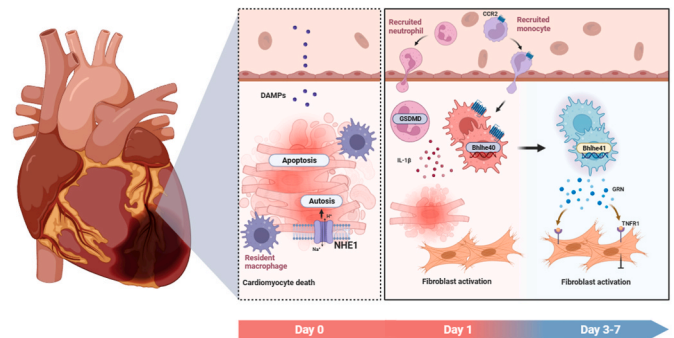 CCR2
Recruited
neutrophil
Recruited
monocyte
DAMPs
GSDMD
Bhlhe40
Bhlhe41
Apoptosis
IL-1β
GRN
Autosis
H⁺
TNFR1
NHE1
Na⁺
Resident
macrophage
Cardiomyocyte death
Fibroblast activation
Fibroblast activation
Day 0
Day 1
Day 3-7